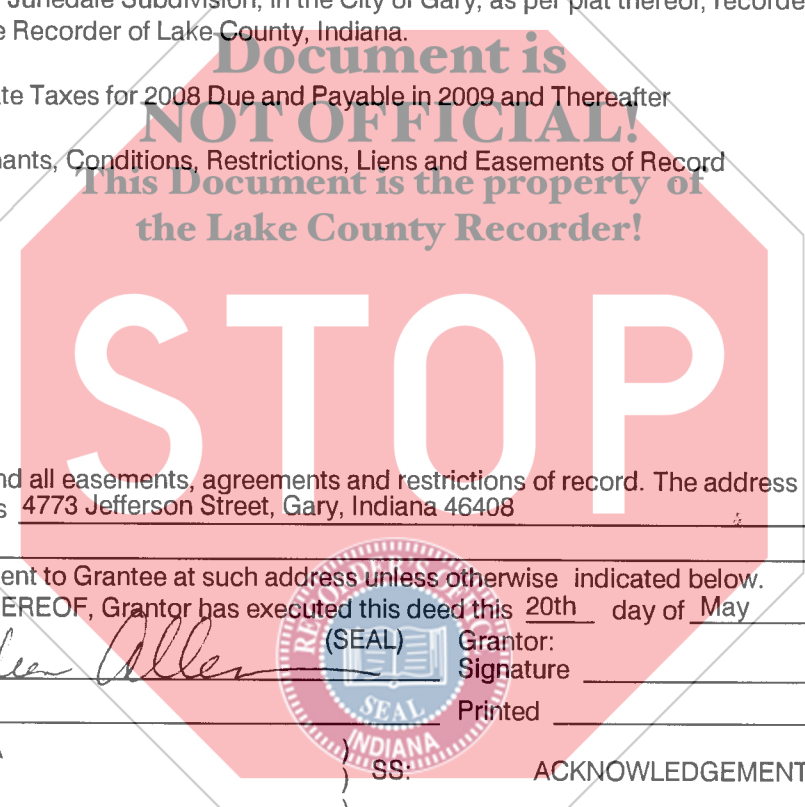 Junedale Subdivision, in the City of Gary, as per plat thereof, recorde
e Recorder of Lake County, Indiana.
Document is
te Taxes for 2008 Due and Payable in 2009 and Thereafter
NOT OFFICIAL!
ants, Conditions, Restrictions, Liens and Easements of Record
This Document is the property of
the Lake County Recorder!
STOP
nd all easements, agreements and restrictions of record. The address
s 4773 Jefferson Street, Gary, Indiana 46408
ent to Grantee at such address unless otherwise indicated below.
EREOF, Grantor has executed this deed this 20th day of May
(SEAL) Grantor:
een Allen Signature
Printed
SEAL
INDIANA
SS: ACKNOWLEDGEMENT